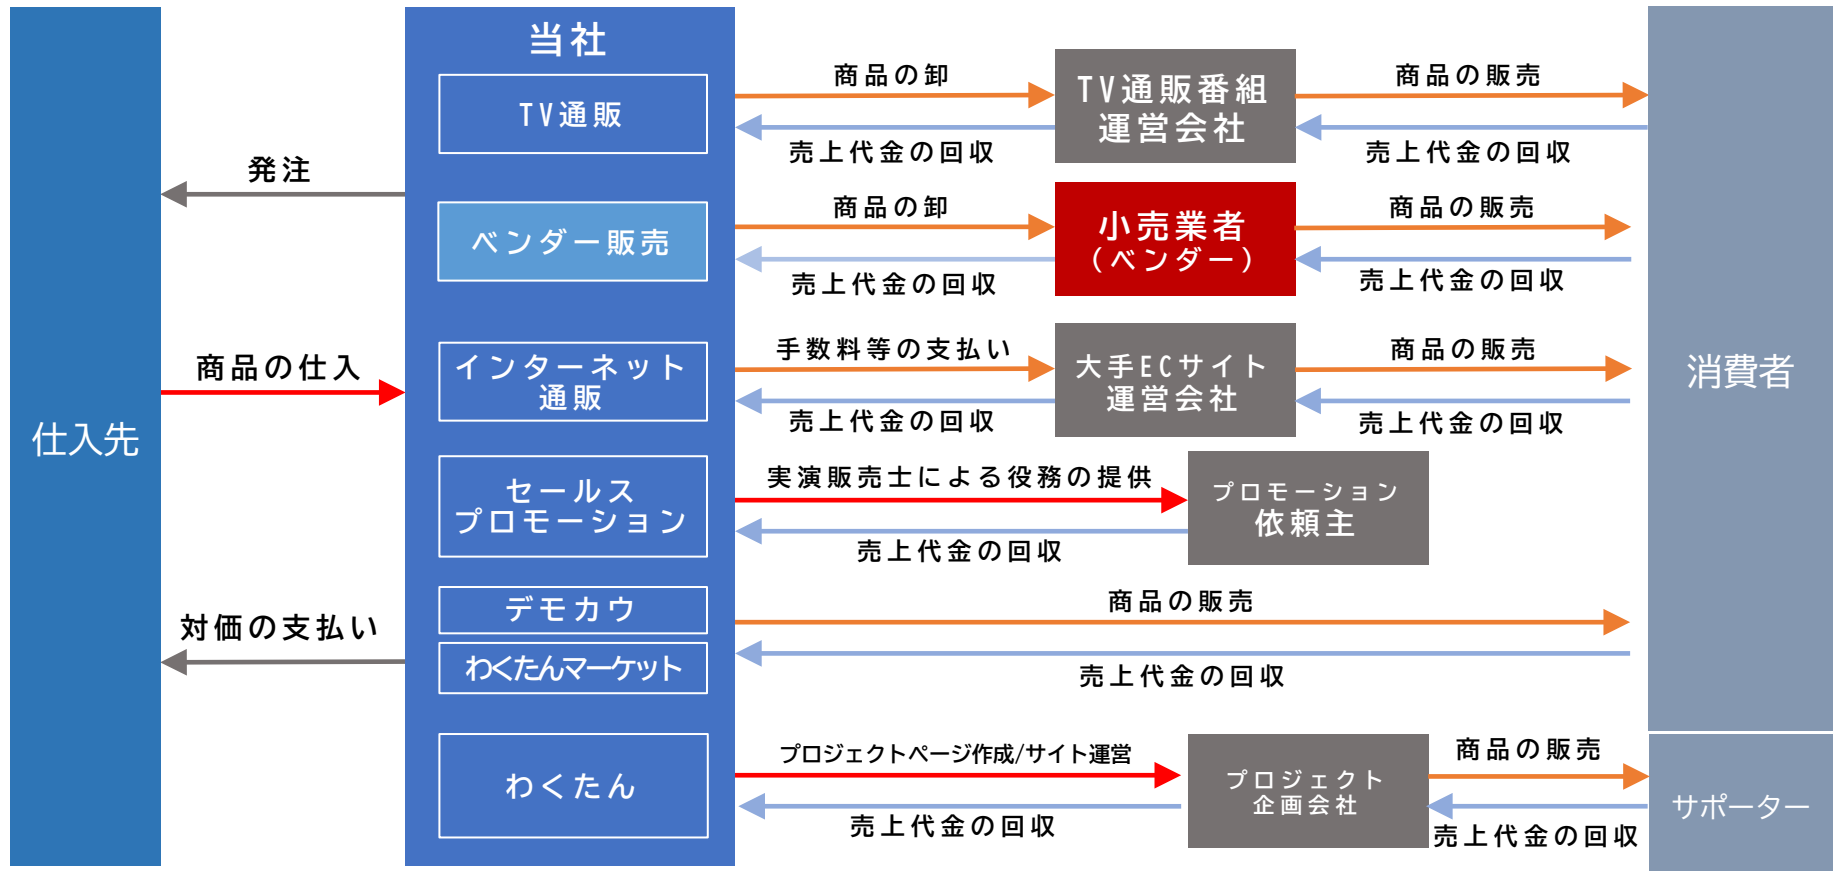 仕入先
発注
商品の仕入
対価の支払い
当社
TV通販
ベンダー販売
インターネット
通販
セールス
プロモーション
デモカウ
わくたんマーケット
わくたん
商品の卸
売上代金の回収
TV通販番組
運営会社
商品の販売
売上代金の回収
商品の卸
売上代金の回収
小売業者
(ベンダー)
商品の販売
売上代金の回収
手数料等の支払い
売上代金の回収
大手ECサイト
運営会社
商品の販売
売上代金の回収
実演販売士による役務の提供
売上代金の回収
プロモーション
依頼主
商品の販売
売上代金の回収
プロジェクトページ作成/サイト運営
売上代金の回収
プロジェクト
企画会社
商品の販売
売上代金の回収
消費者
サポーター